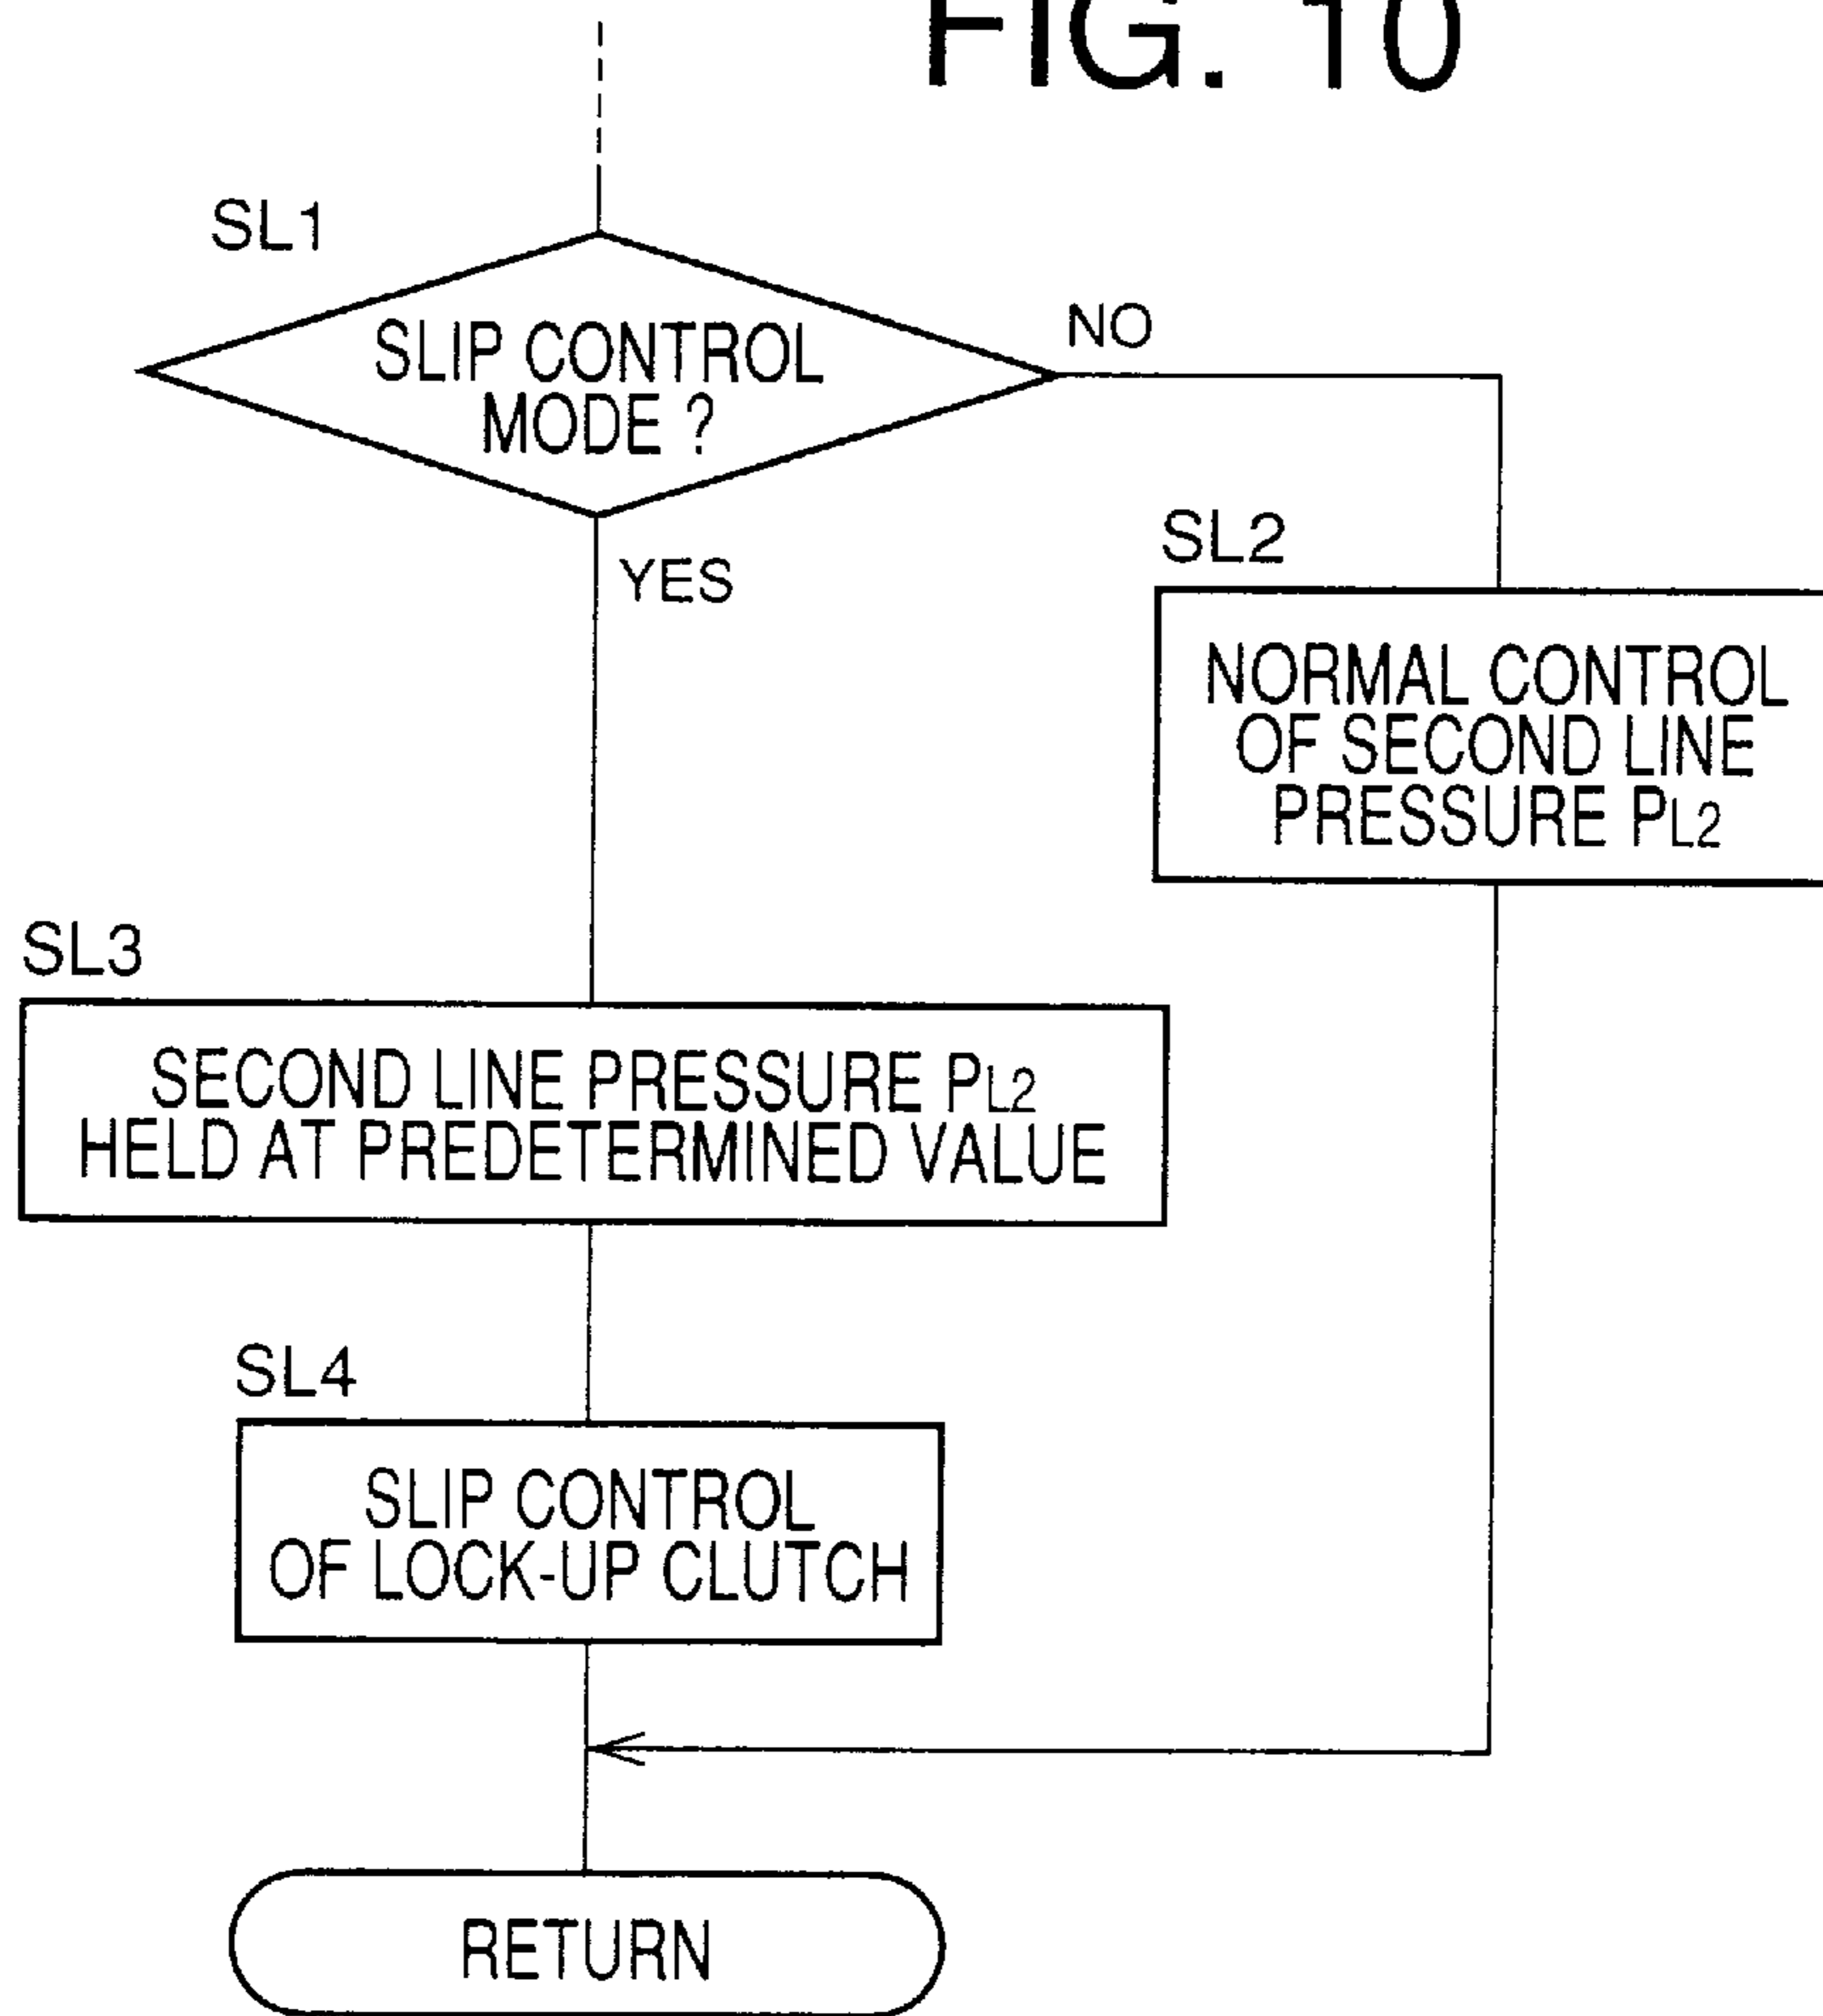 FIG. 10
SL1
SLIP CONTROL
MODE ?
NO
YES
SL2
NORMAL CONTROL
OF SECOND LINE
PRESSURE PL2
SL3
SECOND LINE PRESSURE PL2
HELD AT PREDETERMINED VALUE
SL4
SLIP CONTROL
OF LOCK-UP CLUTCH
RETURN